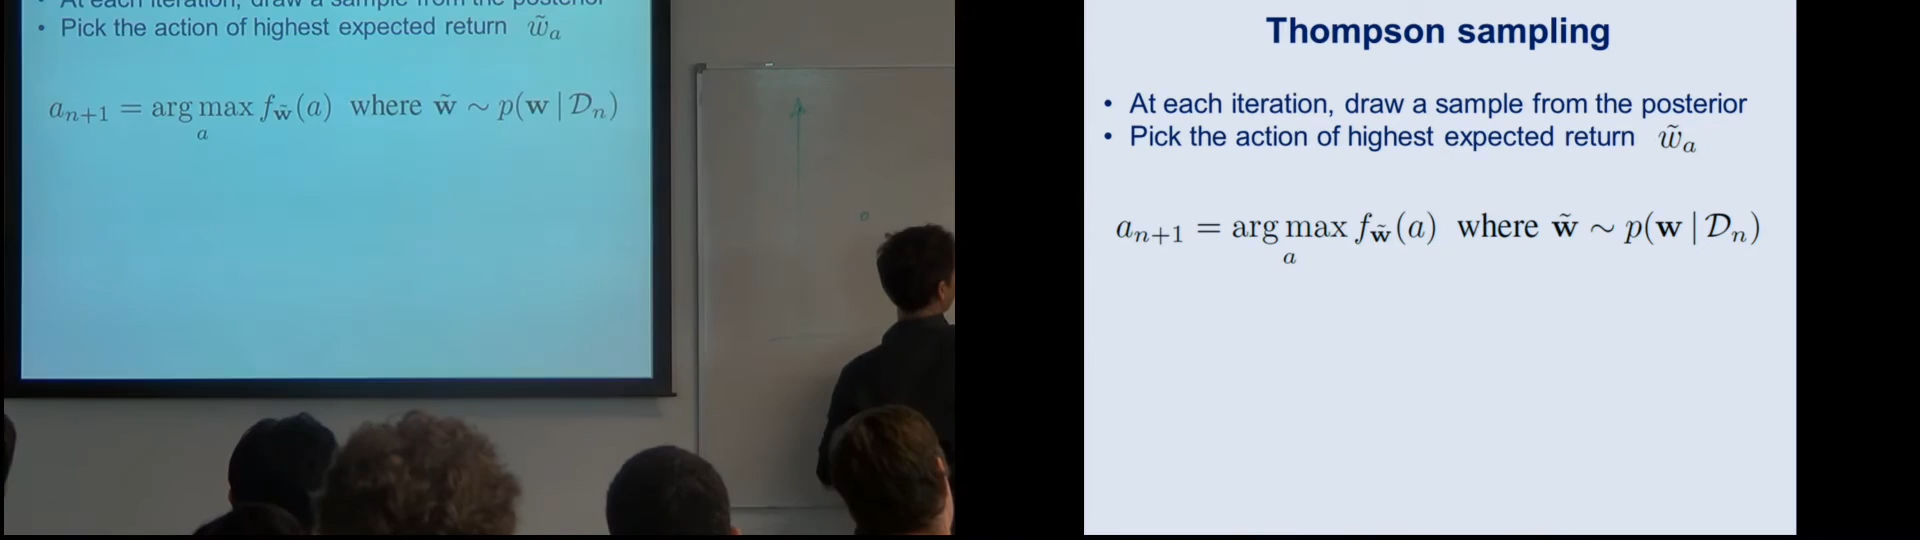 At each iteration, draw a sample from the posterior
• Pick the action of highest expected return w̃ₐ
aₙ₊₁ = arg maxₐ f_w̃(a) where w̃ ∼ p(w | 𝒟ₙ)
Thompson sampling
• At each iteration, draw a sample from the posterior
• Pick the action of highest expected return w̃ₐ
aₙ₊₁ = arg maxₐ f_w̃(a) where w̃ ∼ p(w | 𝒟ₙ)